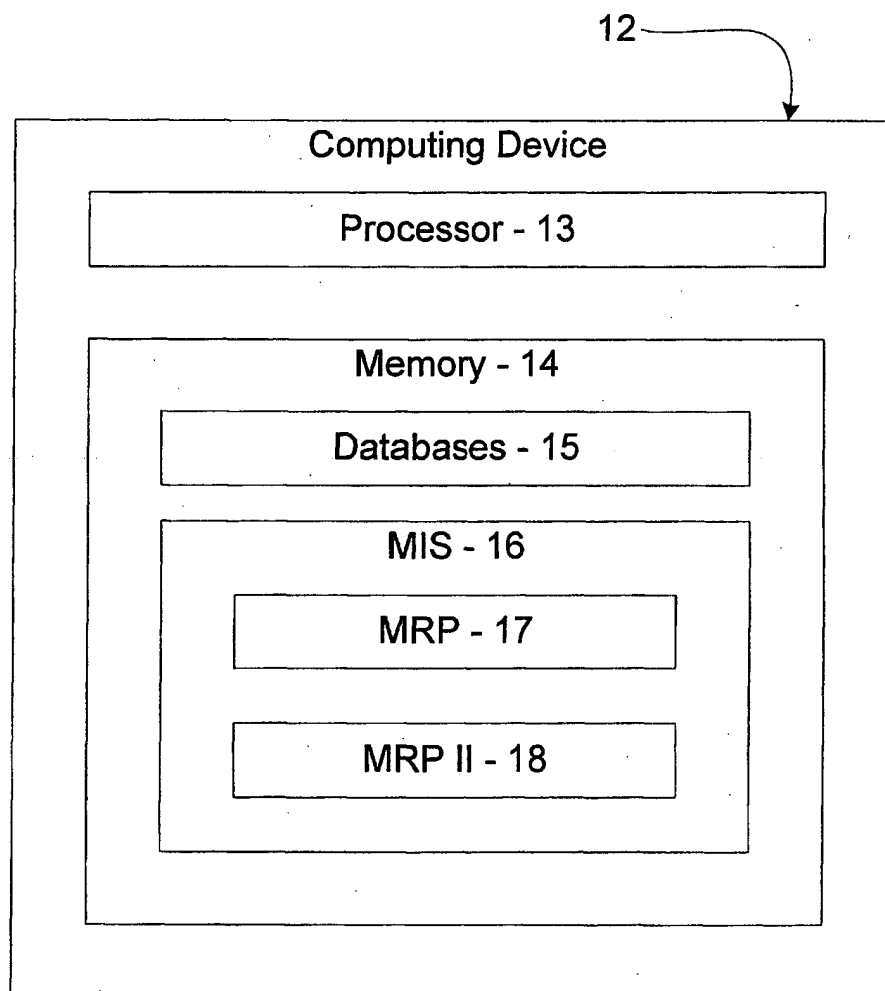 12
Computing Device
Processor - 13
Memory - 14
Databases - 15
MIS - 16
MRP - 17
MRP II - 18